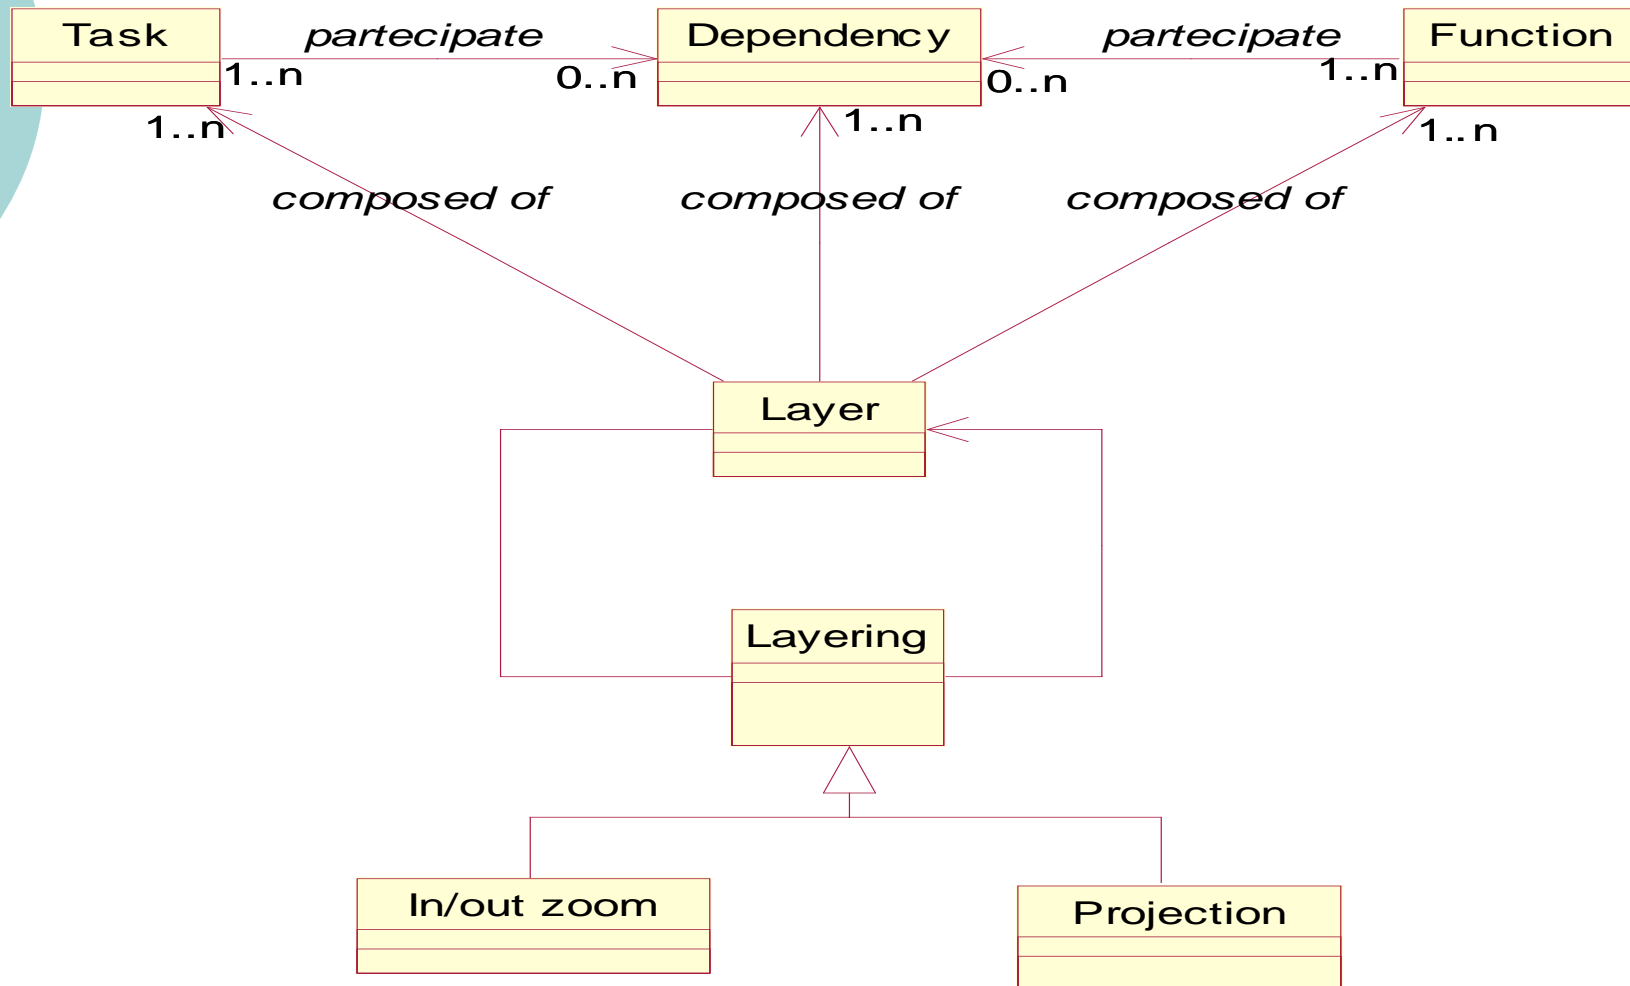 Task
partecipate
Dependency
partecipate
Function
1..n
0..n
0..n
1..n
1..n
1..n
1..n
composed of
composed of
composed of
Layer
Layering
In/out zoom
Projection